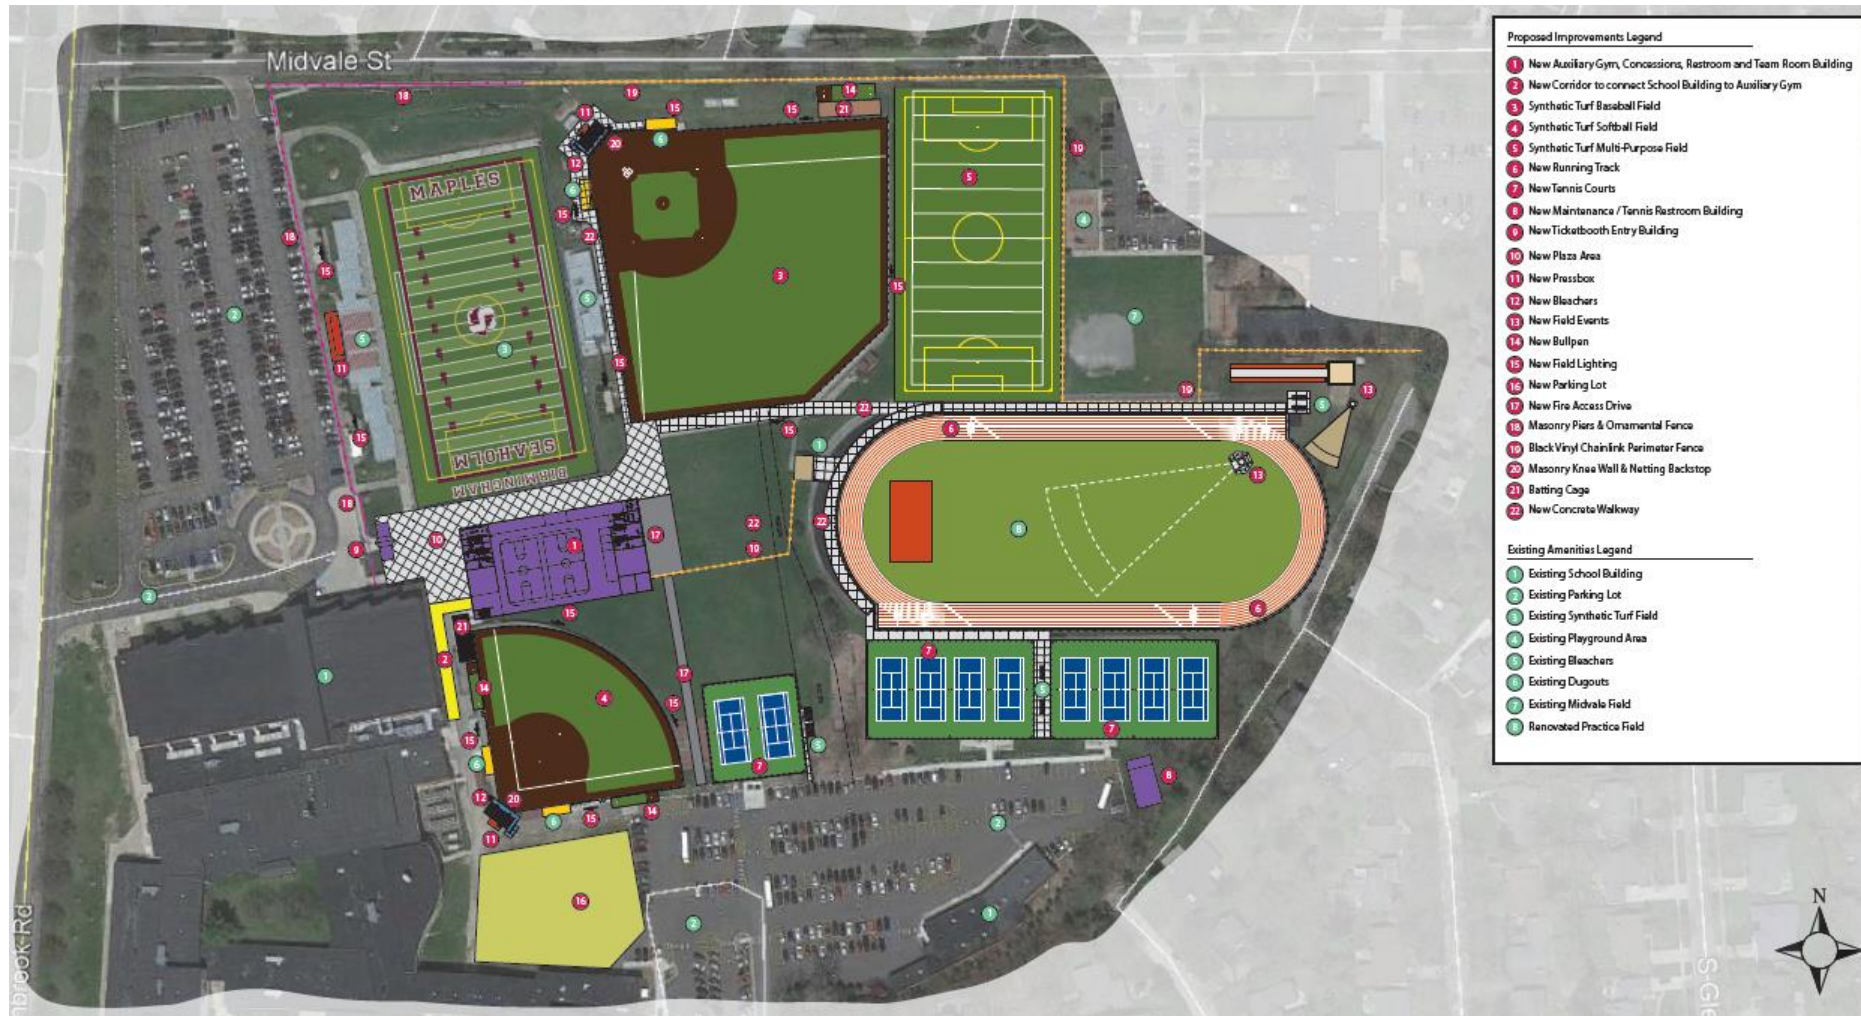 Midvale St
MAPLES
SEAHOLM
BIRMINGHAM
Proposed Improvements Legend
1 New Auxiliary Gym, Concessions, Restroom and Team Room Building
2 New Corridor to connect School Building to Auxiliary Gym
3 Synthetic Turf Baseball Field
4 Synthetic Turf Softball Field
5 Synthetic Turf Multi-Purpose Field
6 New Running Track
7 New Tennis Courts
8 New Maintenance / Tennis Restroom Building
9 New Ticketbooth Entry Building
10 New Plaza Area
11 New Pressbox
12 New Bleachers
13 New Field Events
14 New Bullpen
15 New Field Lighting
16 New Parking Lot
17 New Fire Access Drive
18 Masonry Piers & Ornamental Fence
19 Black Vinyl Chainlink Perimeter Fence
20 Masonry Knee Wall & Netting Backstop
21 Batting Cage
22 New Concrete Walkway
Existing Amenities Legend
1 Existing School Building
2 Existing Parking Lot
3 Existing Synthetic Turf Field
4 Existing Playground Area
5 Existing Bleachers
6 Existing Dugouts
7 Existing Midvale Field
8 Renovated Practice Field
N
nbrook Rd
S Gle